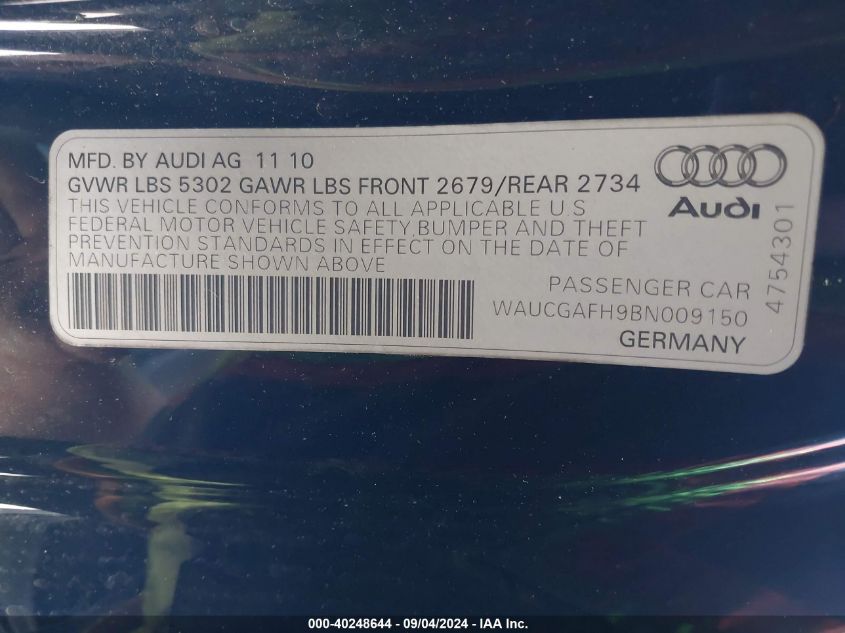 MFD. BY AUDI AG 11 10
GVWR LBS 5302 GAWR LBS FRONT 2679/REAR 2734
THIS VEHICLE CONFORMS TO ALL APPLICABLE U.S
FEDERAL MOTOR VEHICLE SAFETY,BUMPER AND THEFT
PREVENTION STANDARDS IN EFFECT ON THE DATE OF
MANUFACTURE SHOWN ABOVE
Audi
4754301
PASSENGER CAR
WAUCGAFH9BN009150
GERMANY
000-40248644 - 09/04/2024 - IAA Inc.